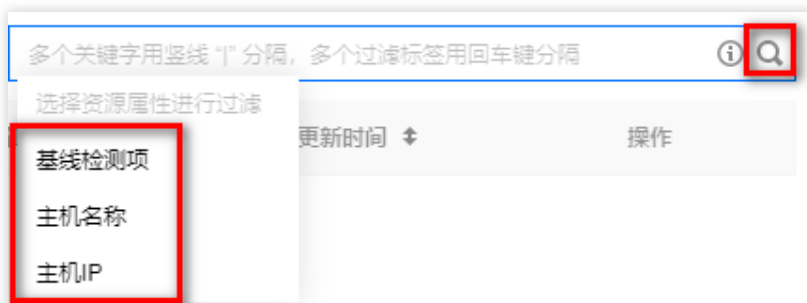 多个关键字用竖线 "|" 分隔，多个过滤标签用回车键分隔
选择资源属性进行过滤
更新时间 操作
基线检测项
主机名称
主机IP